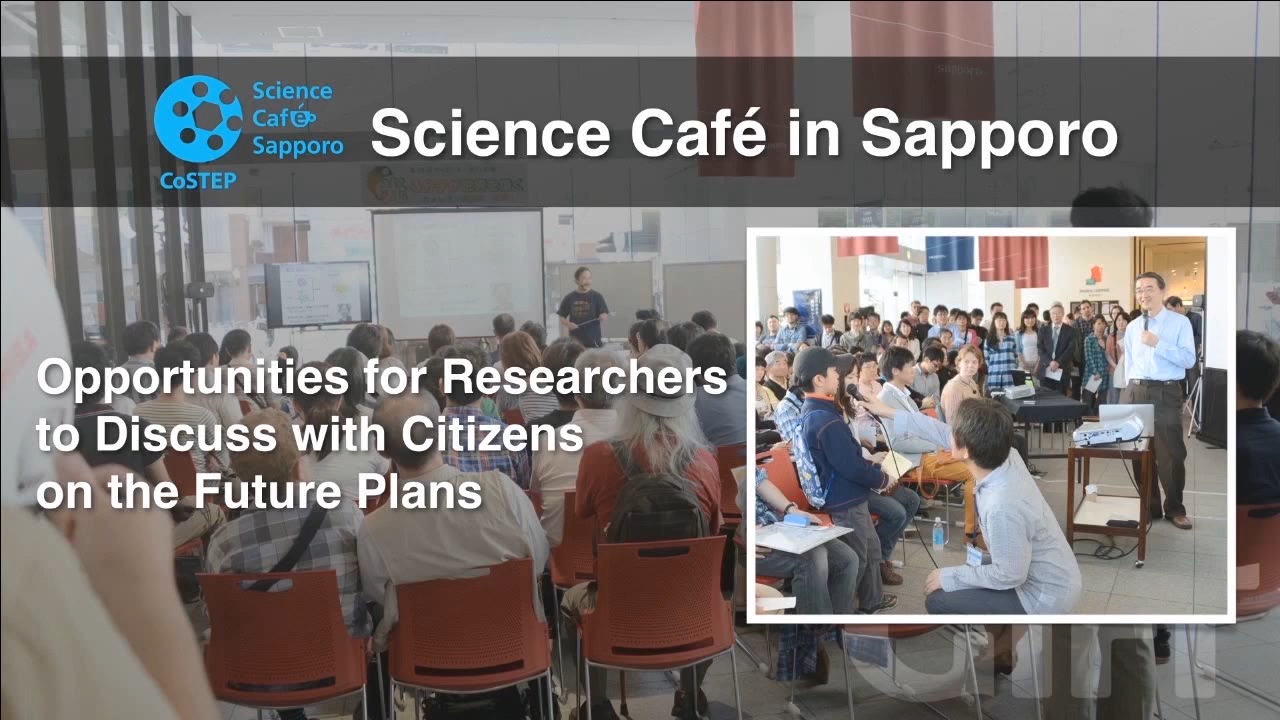 Science
Café
Sapporo
CoSTEP
Science Café in Sapporo
Opportunities for Researchers
to Discuss with Citizens
on the Future Plans